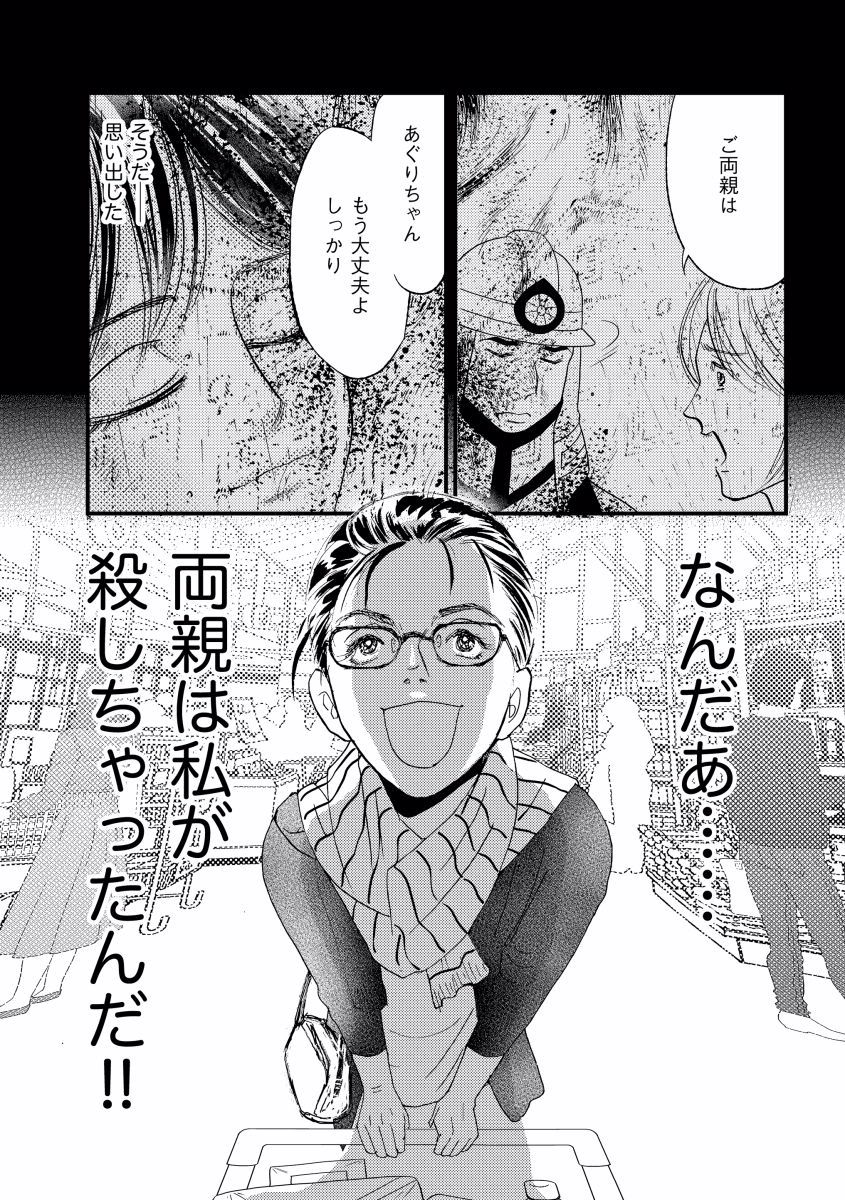 ご両親は
あぐりちゃん
もう大丈夫よ
しっかり
そうだ――
思い出した
なんだあ……
両親は私が
殺しちゃったんだ!!